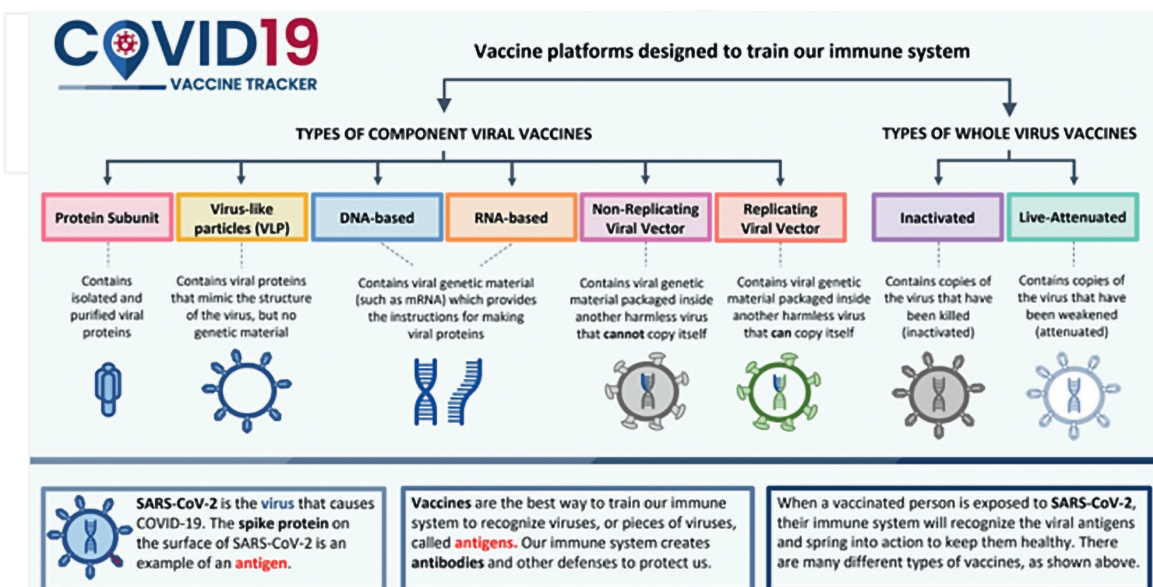 COVID19
VACCINE TRACKER
Vaccine platforms designed to train our immune system
TYPES OF COMPONENT VIRAL VACCINES
TYPES OF WHOLE VIRUS VACCINES
Protein Subunit
Virus-like
particles (VLP)
DNA-based
RNA-based
Non-Replicating
Viral Vector
Replicating
Viral Vector
Inactivated
Live-Attenuated
Contains
isolated and
purified viral
proteins
Contains viral proteins
that mimic the structure
of the virus, but no
genetic material
Contains viral genetic material
(such as mRNA) which provides
the instructions for making
viral proteins
Contains viral genetic
material packaged inside
another harmless virus
that cannot copy itself
Contains viral genetic
material packaged inside
another harmless virus
that can copy itself
Contains copies of
the virus that have
been killed
(inactivated)
Contains copies of
the virus that have
been weakened
(attenuated)
SARS-CoV-2 is the virus that causes
COVID-19. The spike protein on
the surface of SARS-CoV-2 is an
example of an antigen.
Vaccines are the best way to train our immune
system to recognize viruses, or pieces of viruses,
called antigens. Our immune system creates
antibodies and other defenses to protect us.
When a vaccinated person is exposed to SARS-CoV-2,
their immune system will recognize the viral antigens
and spring into action to keep them healthy. There
are many different types of vaccines, as shown above.